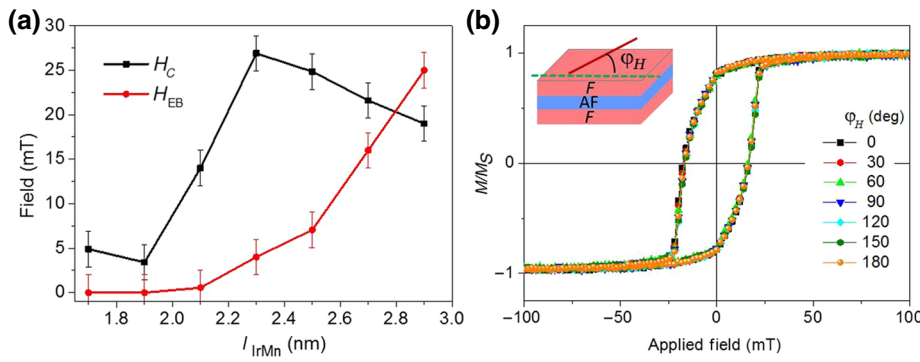 (a)
30
25
20
15
10
5
0
Field (mT)
H_C
H_EB
1.8 2.0 2.2 2.4 2.6 2.8 3.0
l_IrMn (nm)
(b)
1
0
−1
M/M_S
φ_H
F
AF
F
φ_H (deg)
0
30
60
90
120
150
180
−100 −50 0 50 100
Applied field (mT)